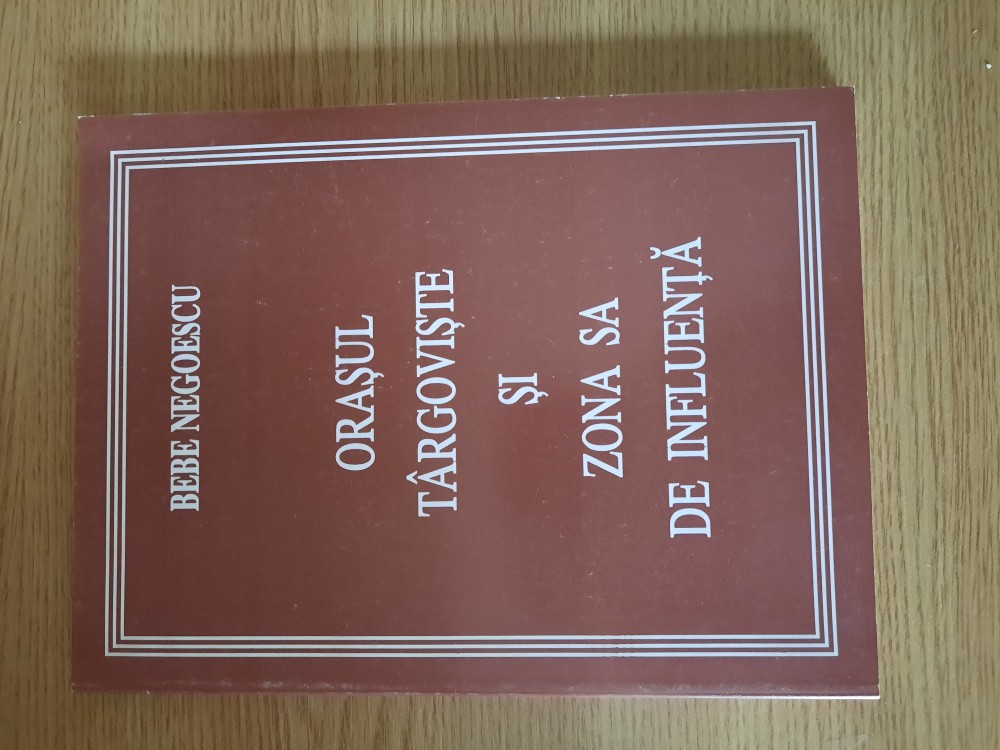 BEBE NEGOESCU
ORAȘUL
TÂRGOVIȘTE
ȘI
ZONA SA
DE INFLUENȚĂ